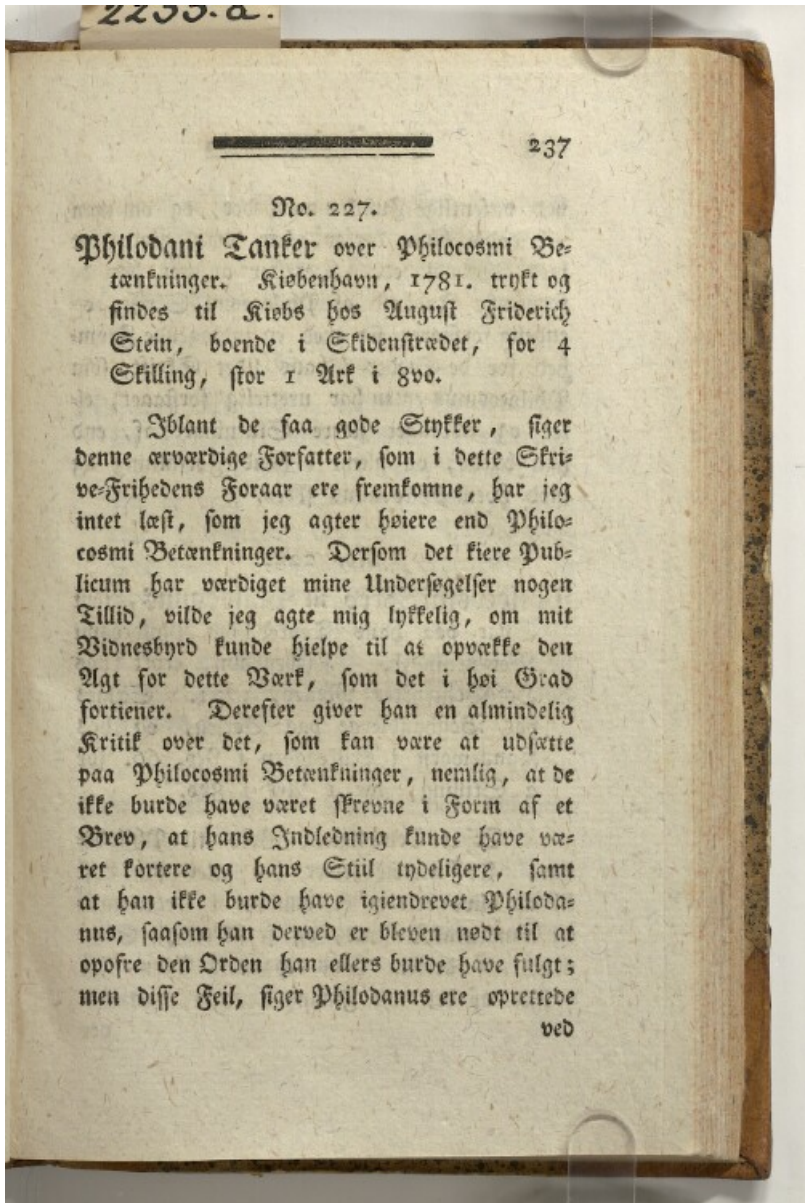 2233.a.
237
No. 227.
Philodani Tanker over Philocosmi Be-
tænkninger. Kiøbenhavn, 1781. trykt og
findes til Kiøbs hos August Friderich
Stein, boende i Skidenstrædet, for 4
Skilling, stor 1 Ark i 8vo.
Iblant de faa gode Stykker, siger
denne ærværdige Forfatter, som i dette Skri-
ve-Frihedens Foraar ere fremkomne, har jeg
intet læst, som jeg agter høiere end Philo-
cosmi Betænkninger. Dersom det kiere Pub-
licum har værdiget mine Undersøgelser nogen
Tillid, vilde jeg agte mig lykkelig, om mit
Vidnesbyrd kunde hielpe til at opvække den
Agt for dette Værk, som det i høi Grad
fortiener. Derefter giver han en almindelig
Kritik over det, som kan være at udsætte
paa Philocosmi Betænkninger, nemlig, at de
ikke burde have været skrevne i Form af et
Brev, at hans Indledning kunde have væ-
ret kortere og hans Stiil tydeligere, samt
at han ikke burde have igiendrevet Philoda-
nus, saasom han derved er bleven nødt til at
opofre den Orden han ellers burde have fulgt;
men disse Feil, siger Philodanus ere oprettede
ved